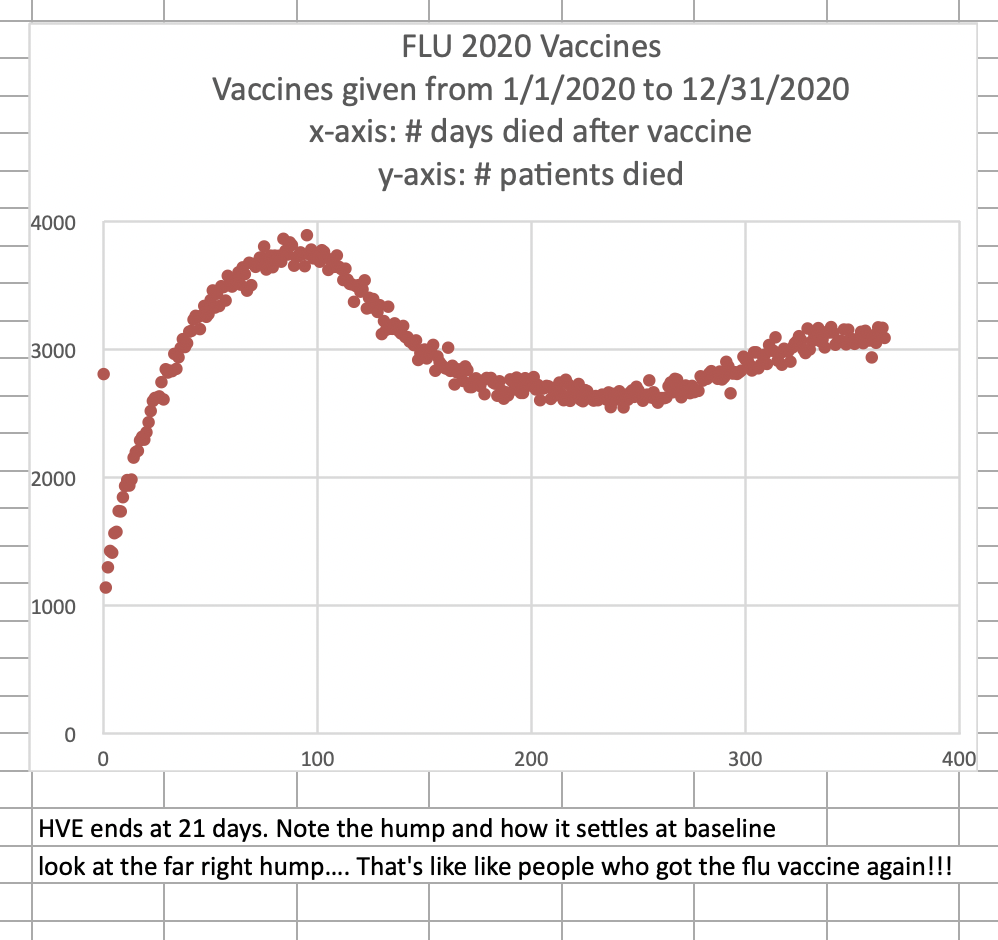 FLU 2020 Vaccines
Vaccines given from 1/1/2020 to 12/31/2020
x-axis: # days died after vaccine
y-axis: # patients died
4000
3000
2000
1000
0
0 100 200 300 400
HVE ends at 21 days. Note the hump and how it settles at baseline
look at the far right hump.... That's like like people who got the flu vaccine again!!!